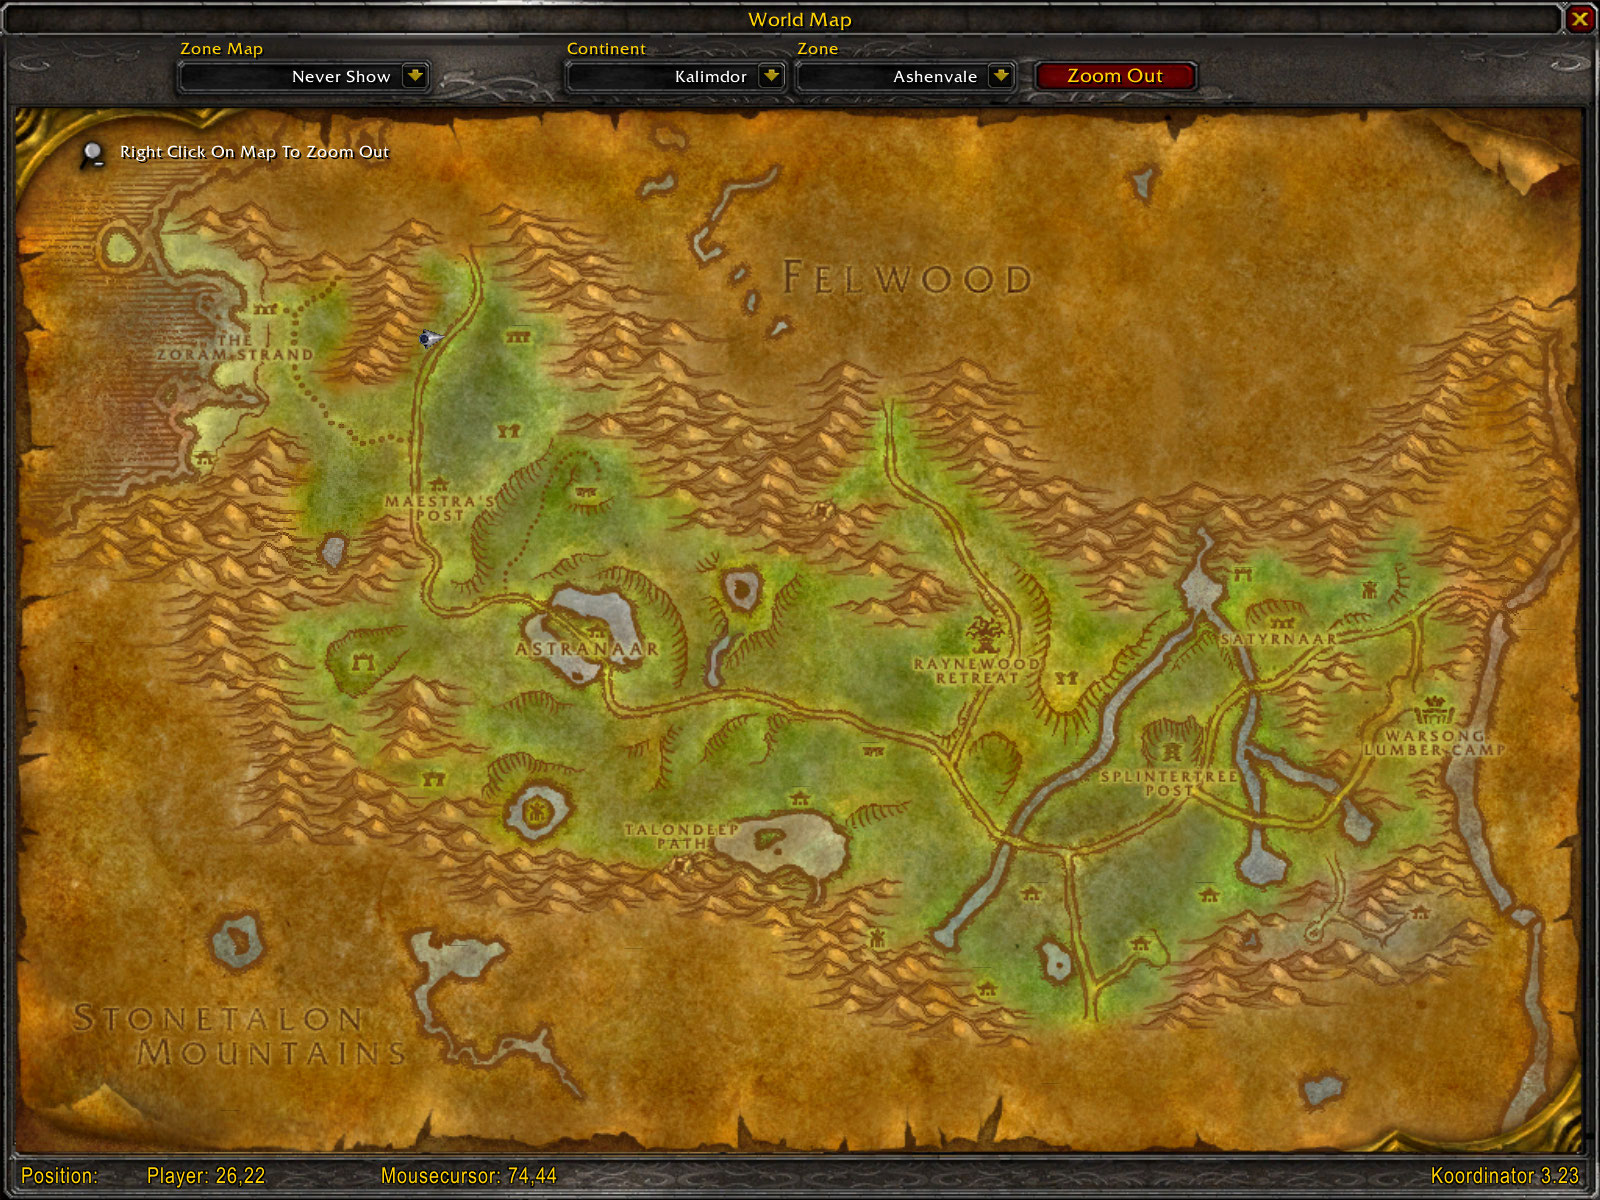 World Map
Zone Map
Continent
Zone
Never Show
Kalimdor
Ashenvale
Zoom Out
Right Click On Map To Zoom Out
FELWOOD
THE
ZORAM STRAND
MAESTRA'S
POST
ASTRANAAR
RAYNEWOOD
RETREAT
SATYRNAAR
WARSONG
LUMBER CAMP
SPLINTERTREE
POST
TALONDEEP
PATH
STONETALON
MOUNTAINS
Position:
Player: 26,22
Mousecursor: 74,44
Koordinator 3.23